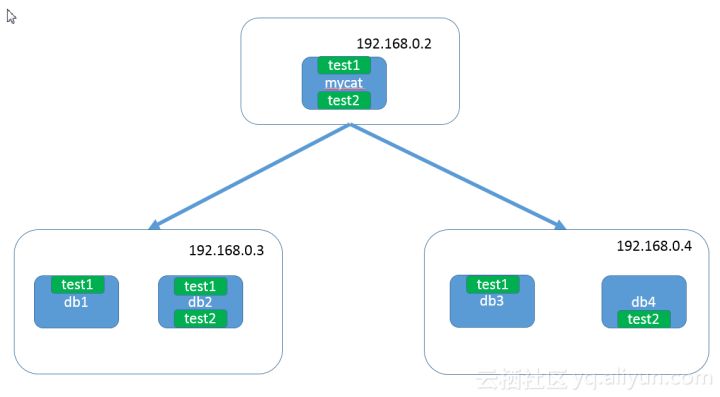 192.168.0.2
test1
mycat
test2
192.168.0.3
test1
db1
test1
db2
test2
192.168.0.4
test1
db3
db4
test2
云栖社区 yq.aliyun.com